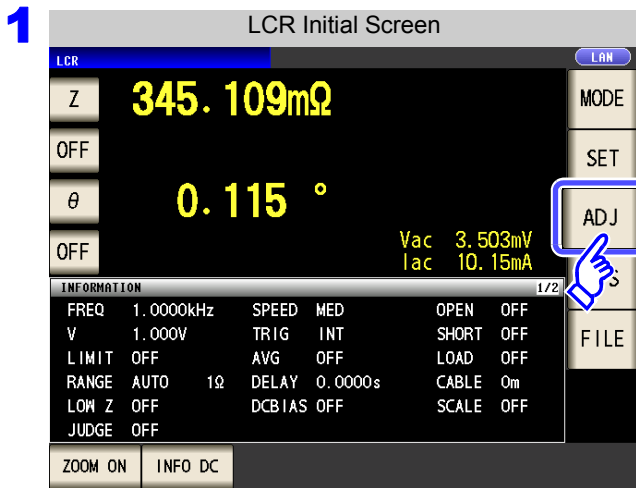 1
LCR Initial Screen
LCR
LAN
Z 345.109mΩ
MODE
OFF
SET
θ 0.115 °
ADJ
OFF
Vac 3.503mV
Iac 10.15mA
INFORMATION 1/2
FREQ 1.0000kHz SPEED MED OPEN OFF
V 1.000V TRIG INT SHORT OFF
FILE
LIMIT OFF AVG OFF LOAD OFF
RANGE AUTO 1Ω DELAY 0.0000s CABLE 0m
LOW Z OFF DCBIAS OFF SCALE OFF
JUDGE OFF
ZOOM ON INFO DC